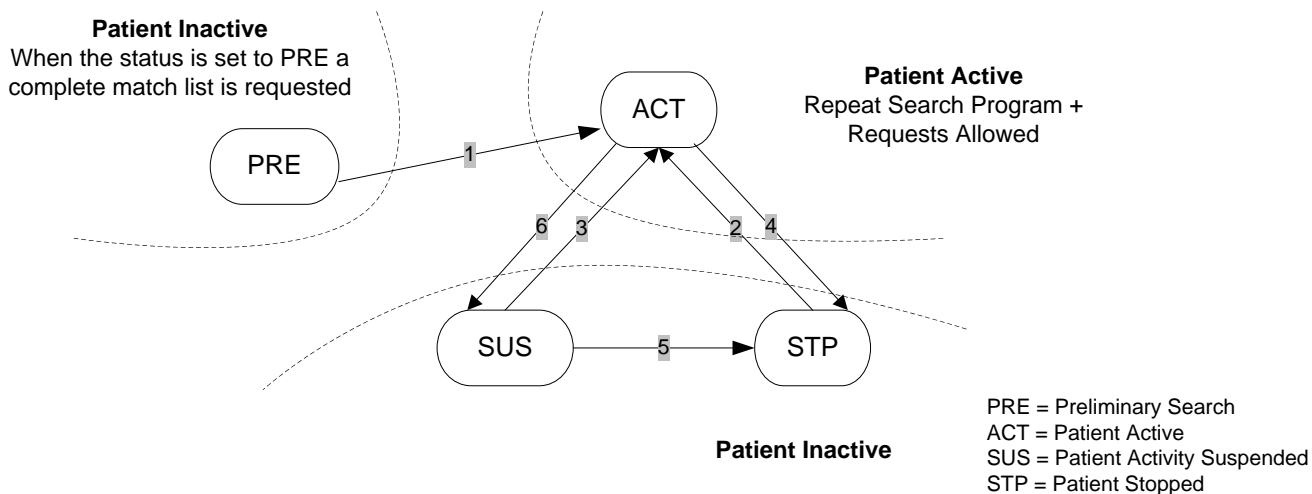 Patient Inactive
When the status is set to PRE a
complete match list is requested
ACT
Patient Active
Repeat Search Program +
Requests Allowed
PRE
1
6
3
2
4
SUS
5
STP
Patient Inactive
PRE = Preliminary Search
ACT = Patient Active
SUS = Patient Activity Suspended
STP = Patient Stopped